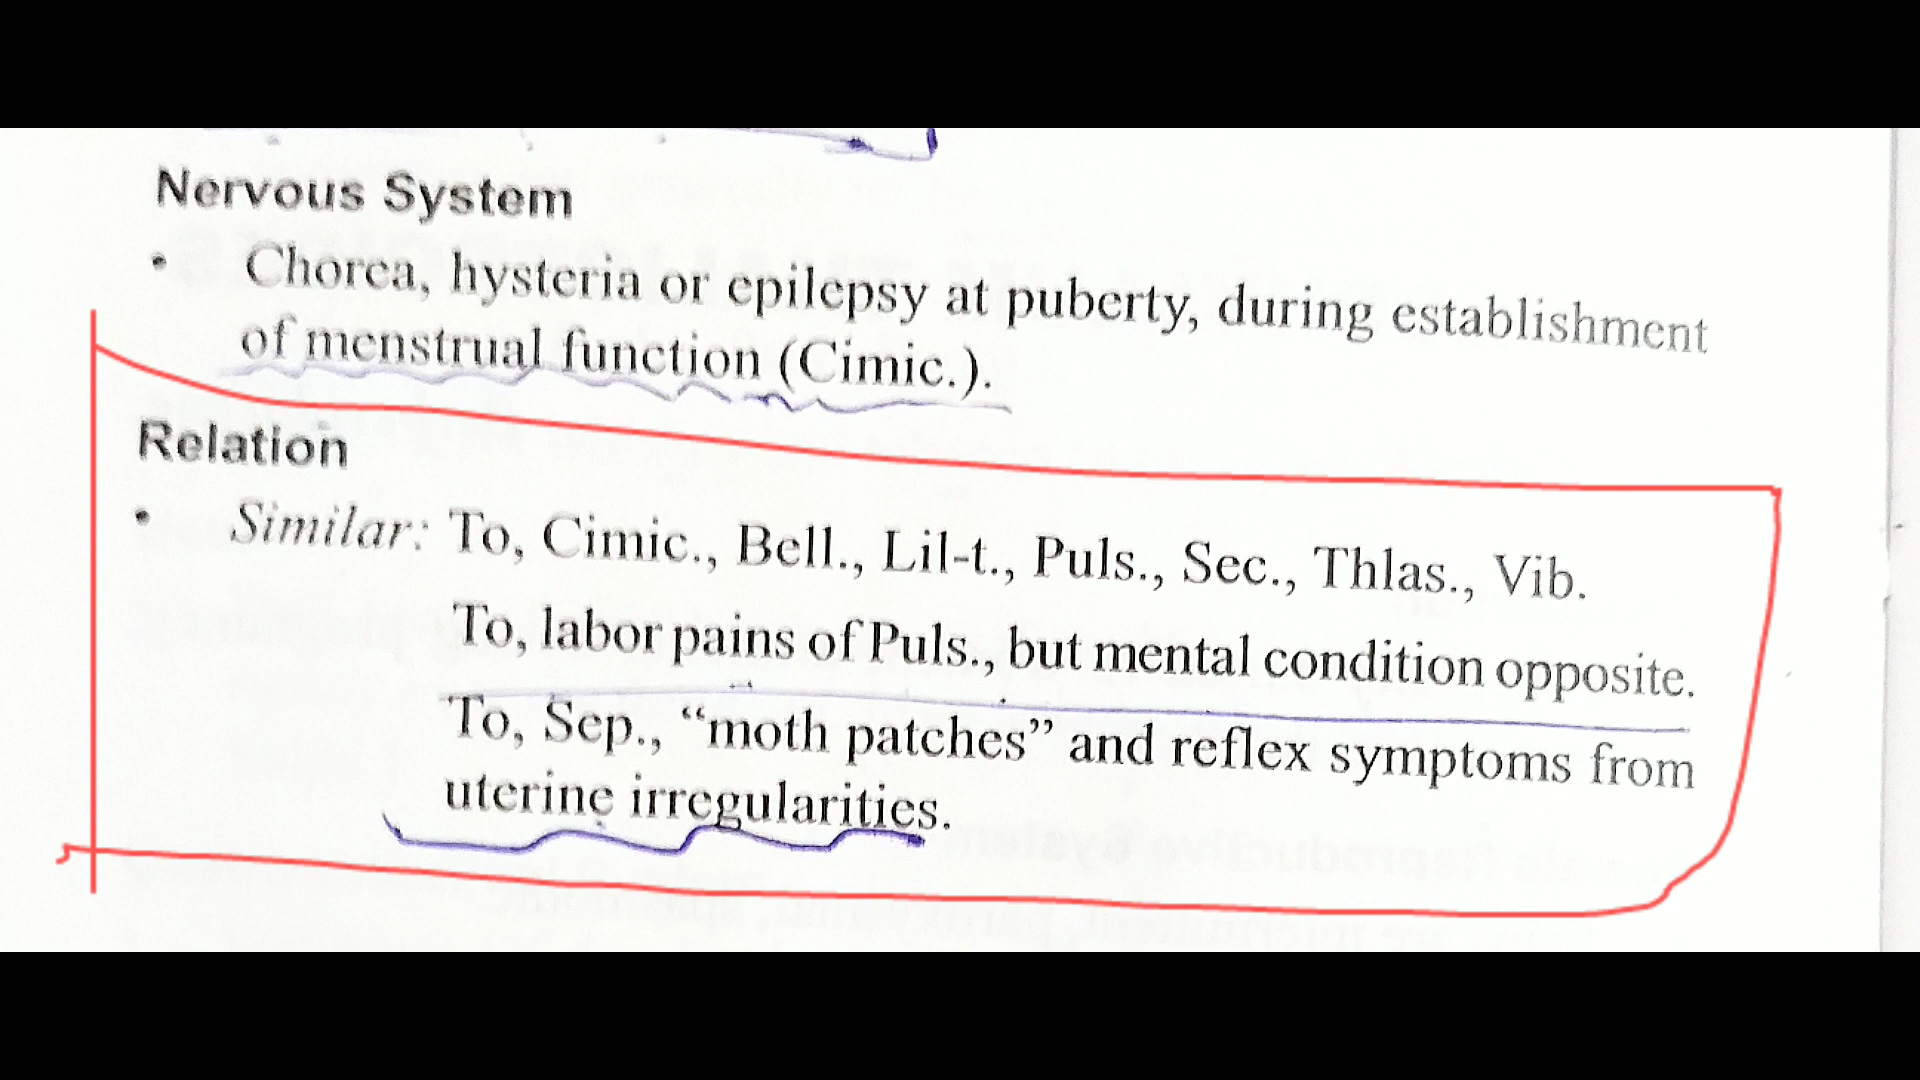 Nervous System
• Chorea, hysteria or epilepsy at puberty, during establishment
of menstrual function (Cimic.).
Relation
• Similar: To, Cimic., Bell., Lil-t., Puls., Sec., Thlas., Vib.
To, labor pains of Puls., but mental condition opposite.
To, Sep., “moth patches” and reflex symptoms from
uterine irregularities.